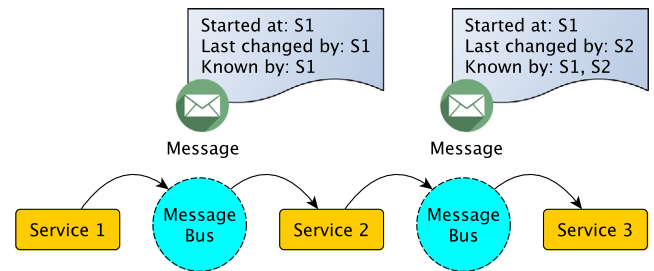 Started at: S1
Last changed by: S1
Known by: S1
Started at: S1
Last changed by: S2
Known by: S1, S2
Message
Message
Service 1
Message
Bus
Service 2
Message
Bus
Service 3